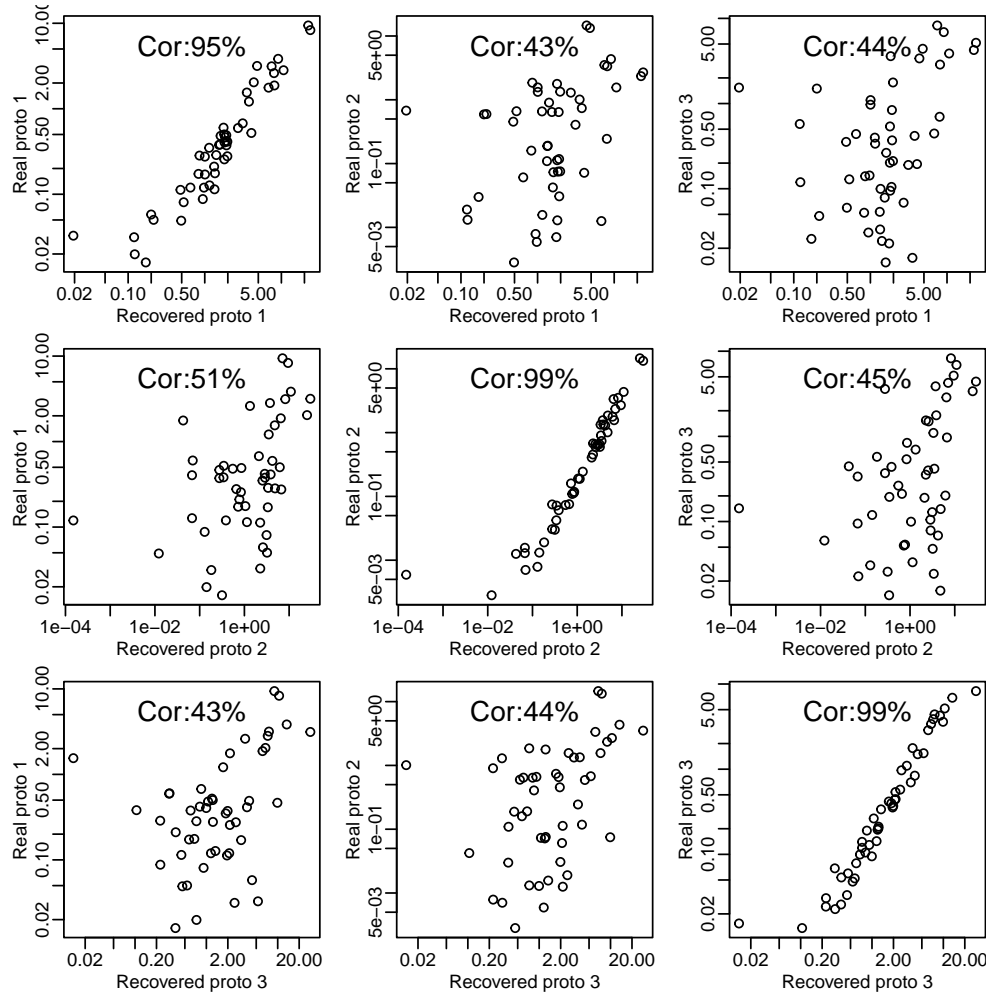 Cor:95%
Real proto 1
0.02 0.10 0.50 2.00 10.00
0.02 0.10 0.50 5.00
Recovered proto 1
Cor:43%
Real proto 2
5e-03 1e-01 5e+00
0.02 0.10 0.50 5.00
Recovered proto 1
Cor:44%
Real proto 3
0.02 0.10 0.50 5.00
0.02 0.10 0.50 5.00
Recovered proto 1
Cor:51%
Real proto 1
0.02 0.10 0.50 2.00 10.00
1e-04 1e-02 1e+00
Recovered proto 2
Cor:99%
Real proto 2
5e-03 1e-01 5e+00
1e-04 1e-02 1e+00
Recovered proto 2
Cor:45%
Real proto 3
0.02 0.10 0.50 5.00
1e-04 1e-02 1e+00
Recovered proto 2
Cor:43%
Real proto 1
0.02 0.10 0.50 2.00 10.00
0.02 0.20 2.00 20.00
Recovered proto 3
Cor:44%
Real proto 2
5e-03 1e-01 5e+00
0.02 0.20 2.00 20.00
Recovered proto 3
Cor:99%
Real proto 3
0.02 0.10 0.50 5.00
0.02 0.20 2.00 20.00
Recovered proto 3